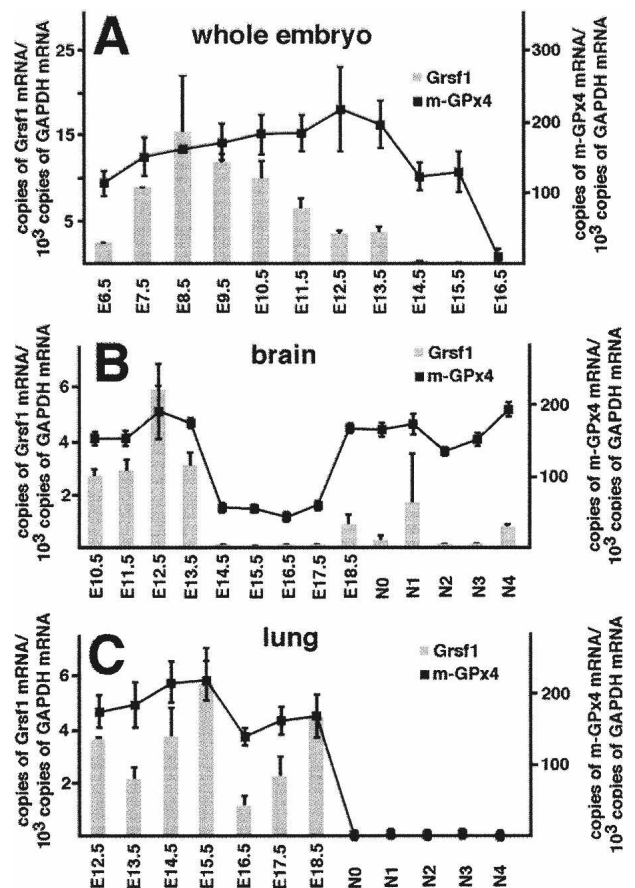 A
whole embryo
copies of Grsf1 mRNA/
10³ copies of GAPDH mRNA
25
15
5
Grsf1
m-GPx4
300
200
100
copies of m-GPx4 mRNA/
10³ copies of GAPDH mRNA
E6.5
E7.5
E8.5
E9.5
E10.5
E11.5
E12.5
E13.5
E14.5
E15.5
E16.5
B
brain
copies of Grsf1 mRNA/
10³ copies of GAPDH mRNA
6
4
2
Grsf1
m-GPx4
200
100
copies of m-GPx4 mRNA/
10³ copies of GAPDH mRNA
E10.5
E11.5
E12.5
E13.5
E14.5
E15.5
E16.5
E17.5
E18.5
N0
N1
N2
N3
N4
C
lung
copies of Grsf1 mRNA/
10³ copies of GAPDH mRNA
6
4
2
Grsf1
m-GPx4
200
100
copies of m-GPx4 mRNA/
10³ copies of GAPDH mRNA
E12.5
E13.5
E14.5
E15.5
E16.5
E17.5
E18.5
N0
N1
N2
N3
N4